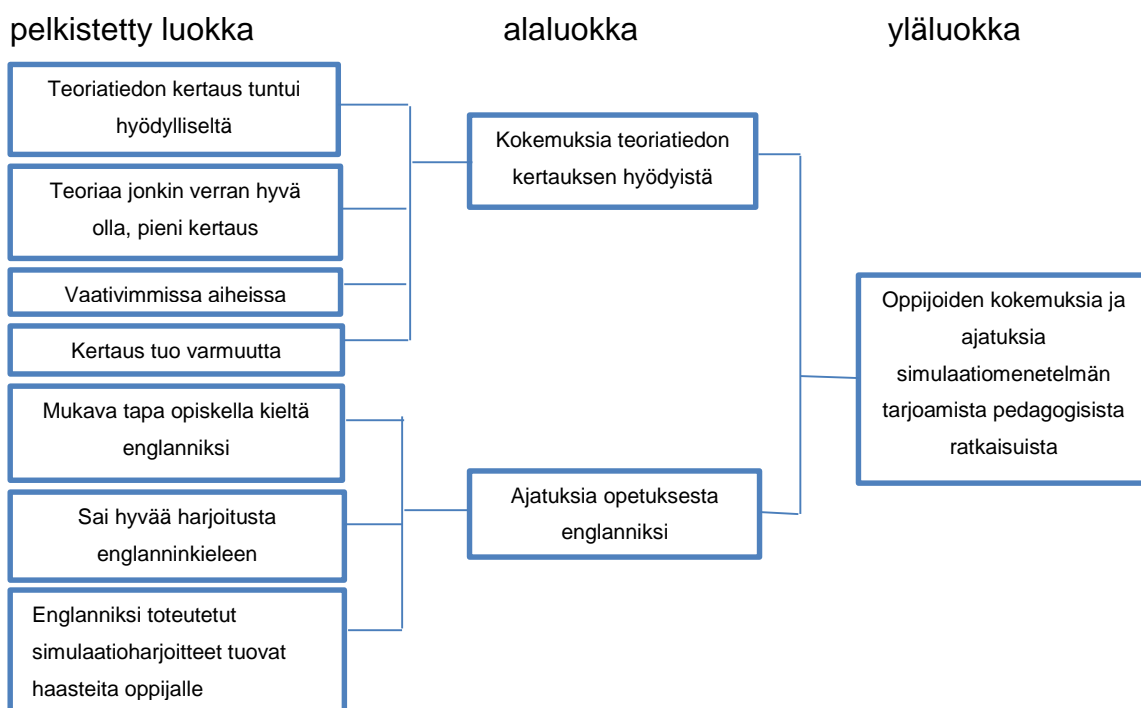 pelkistetty luokka
alaluokka
yläluokka
Teoriatiedon kertaus tuntui
hyödylliseltä
Teoriaa jonkin verran hyvä
olla, pieni kertaus
Vaativimmissa aiheissa
Kertaus tuo varmuutta
Mukava tapa opiskella kieltä
englanniksi
Sai hyvää harjoitusta
englanninkieleen
Englanniksi toteutetut
simulaatioharjoitteet tuovat
haasteita oppijalle
Kokemuksia teoriatiedon
kertauksen hyödyistä
Ajatuksia opetuksesta
englanniksi
Oppijoiden kokemuksia ja
ajatuksia
simulaatiomenetelmän
tarjoamista pedagogisista
ratkaisuista